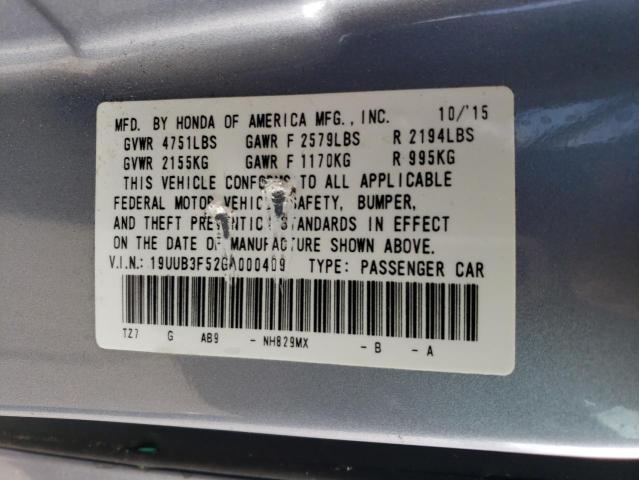 MFD. BY HONDA OF AMERICA MFG., INC. 10/'15
GVWR 4751LBS GAWR F 2579LBS R 2194LBS
GVWR 2155KG GAWR F 1170KG R 995KG
THIS VEHICLE CONFORMS TO ALL APPLICABLE
FEDERAL MOTOR VEHICLE SAFETY, BUMPER,
AND THEFT PREVENTION STANDARDS IN EFFECT
ON THE DATE OF MANUFACTURE SHOWN ABOVE.
V.I.N.: 19UUB3F52GA000409 TYPE: PASSENGER CAR
TZ7 G AB9 - NH829MX - B - A